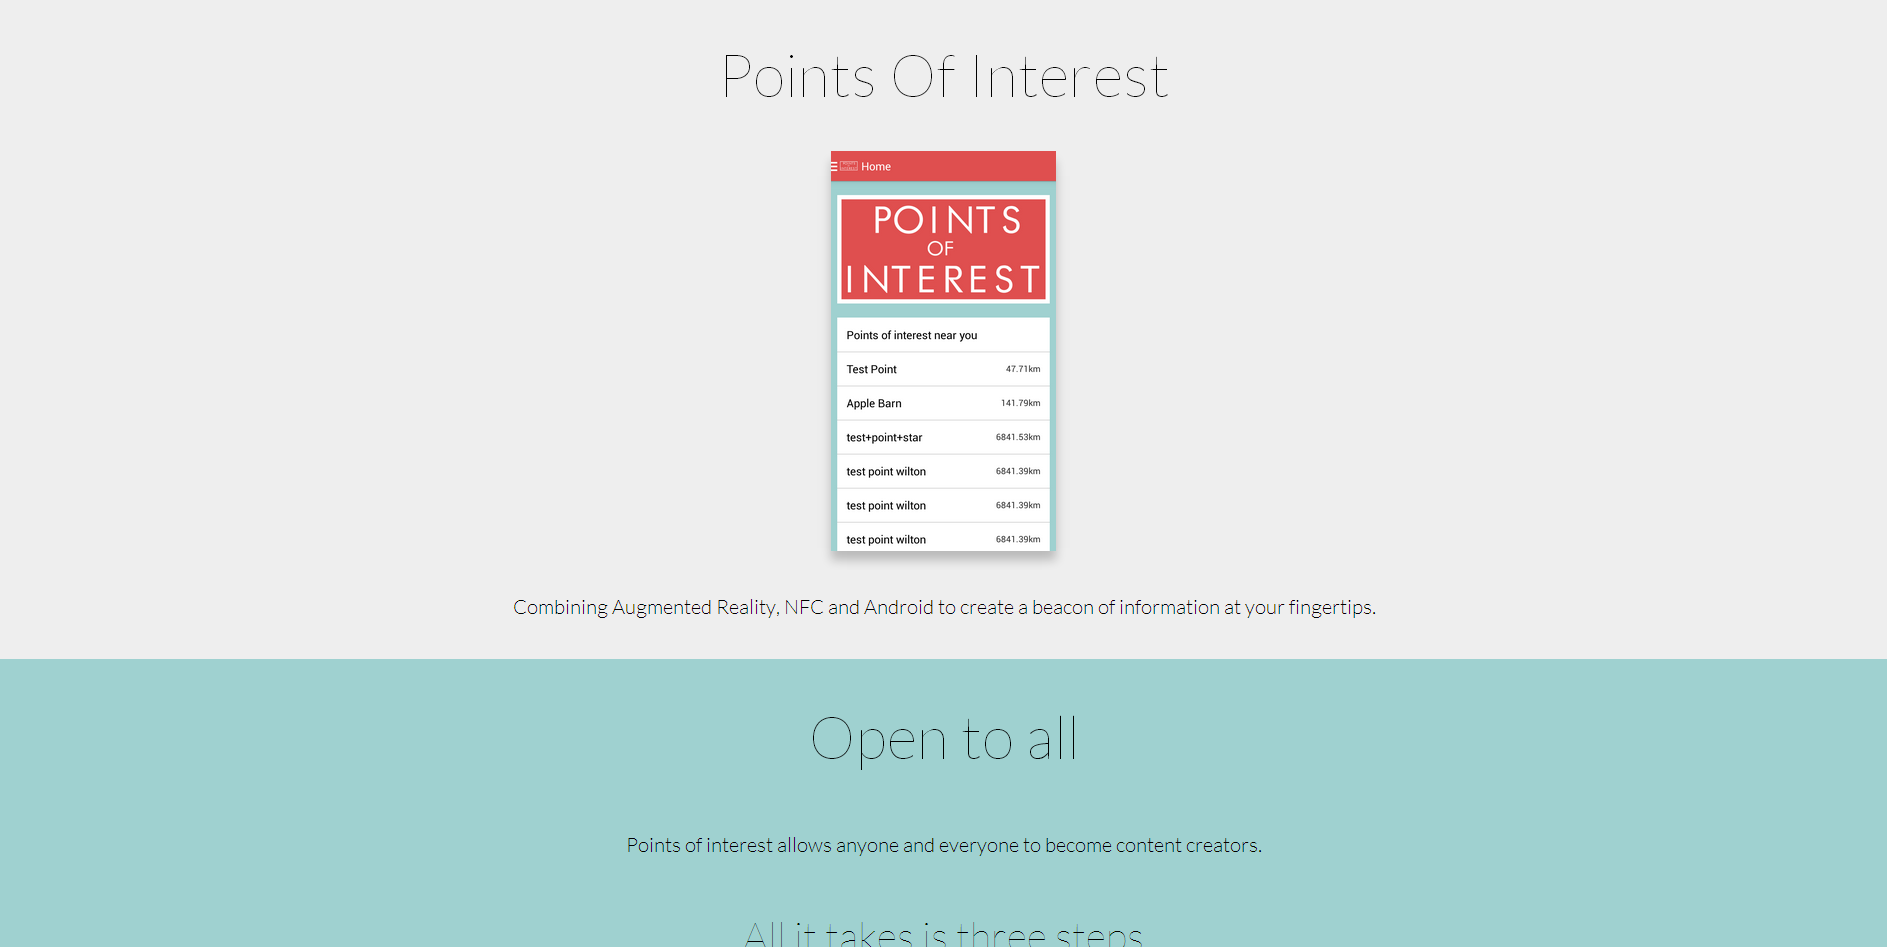 Points Of Interest
Home
POINTS
OF
INTEREST
Points of interest near you
Test Point 47.71km
Apple Barn 141.79km
test+point+star 6841.53km
test point wilton 6841.39km
test point wilton 6841.39km
test point wilton 6841.39km
Combining Augmented Reality, NFC and Android to create a beacon of information at your fingertips.
Open to all
Points of interest allows anyone and everyone to become content creators.
All it takes is three steps